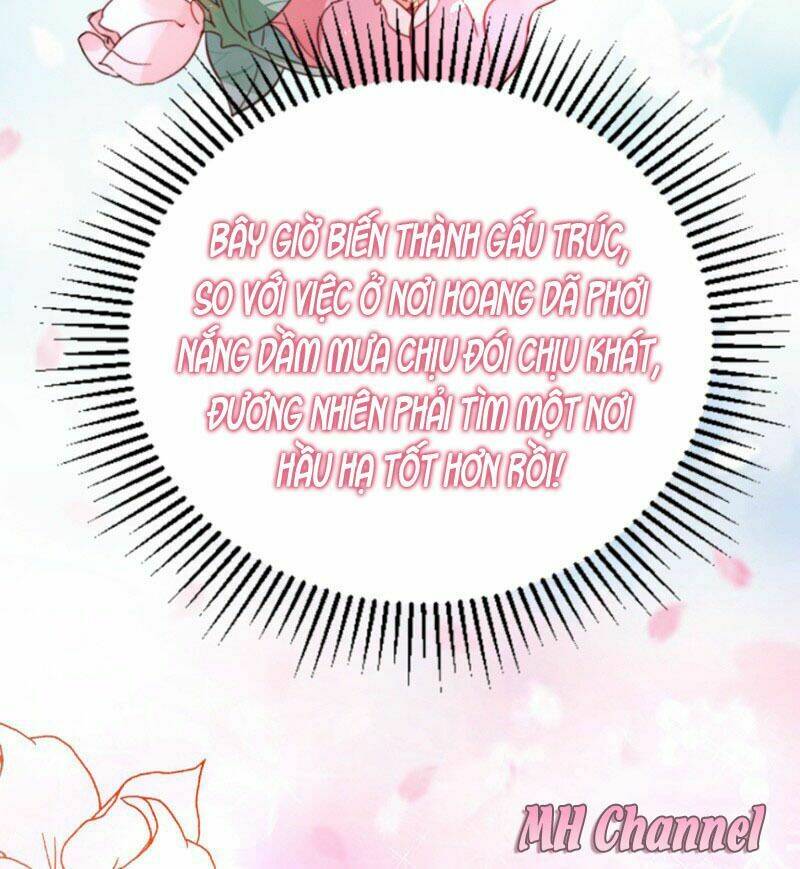 BÂY GIỜ BIẾN THÀNH GẤU TRÚC,
SO VỚI VIỆC Ở NƠI HOANG DÃ PHƠI
NẮNG DẦM MƯA CHỊU ĐÓI CHỊU KHÁT,
ĐƯƠNG NHIÊN PHẢI TÌM MỘT NƠI
HẦU HẠ TỐT HƠN RỒI!
MH Channel